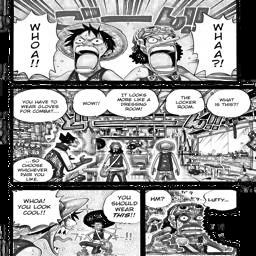 WHAA?!
WHOA!!
WHAT IS
THIS?!
THE
LOCKER
ROOM.
IT LOOKS
MORE LIKE A
DRESSING
ROOM!
WOW!!
YOU HAVE TO
WEAR GLOVES
FOR COMBAT...
...SO
CHOOSE
WHICHEVER
PAIR YOU
LIKE.
LUFFY...
HM?
YOU
SHOULD
WEAR
THIS!!
WHOA!
YOU LOOK
COOL!!